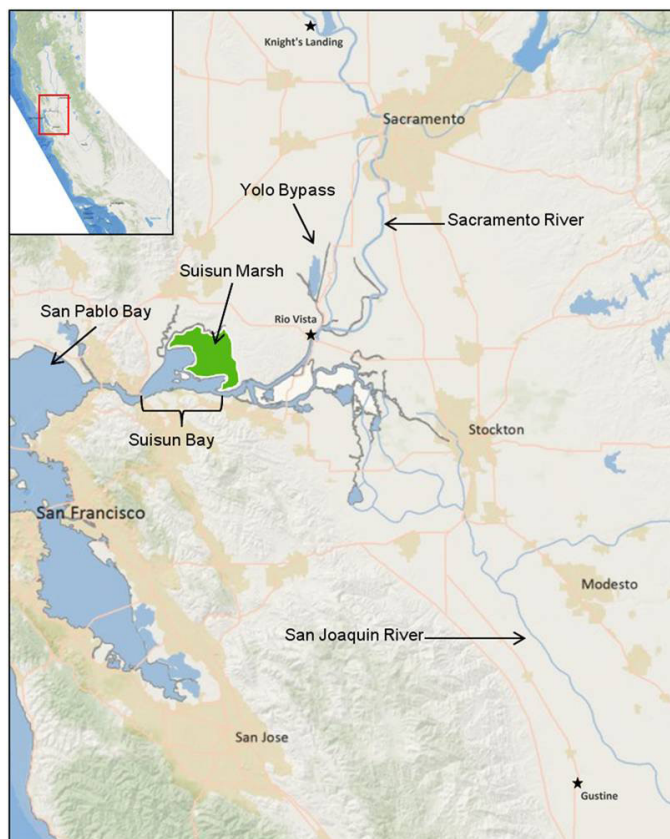 Knight's Landing
Sacramento
Yolo Bypass
Sacramento River
Suisun Marsh
San Pablo Bay
Rio Vista
Suisun Bay
Stockton
San Francisco
Modesto
San Joaquin River
San Jose
Gustine